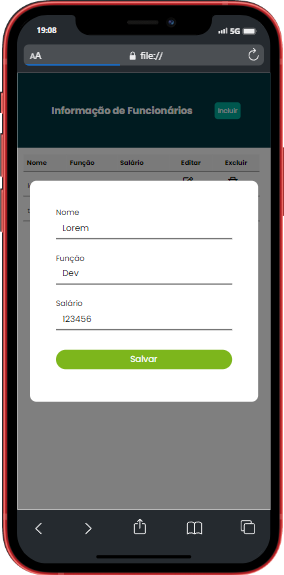 19:08
5G
AA
file://
Informação de Funcionários
Incluir
Nome Função Salário Editar Excluir
Nome
Lorem
Função
Dev
Salário
123456
Salvar